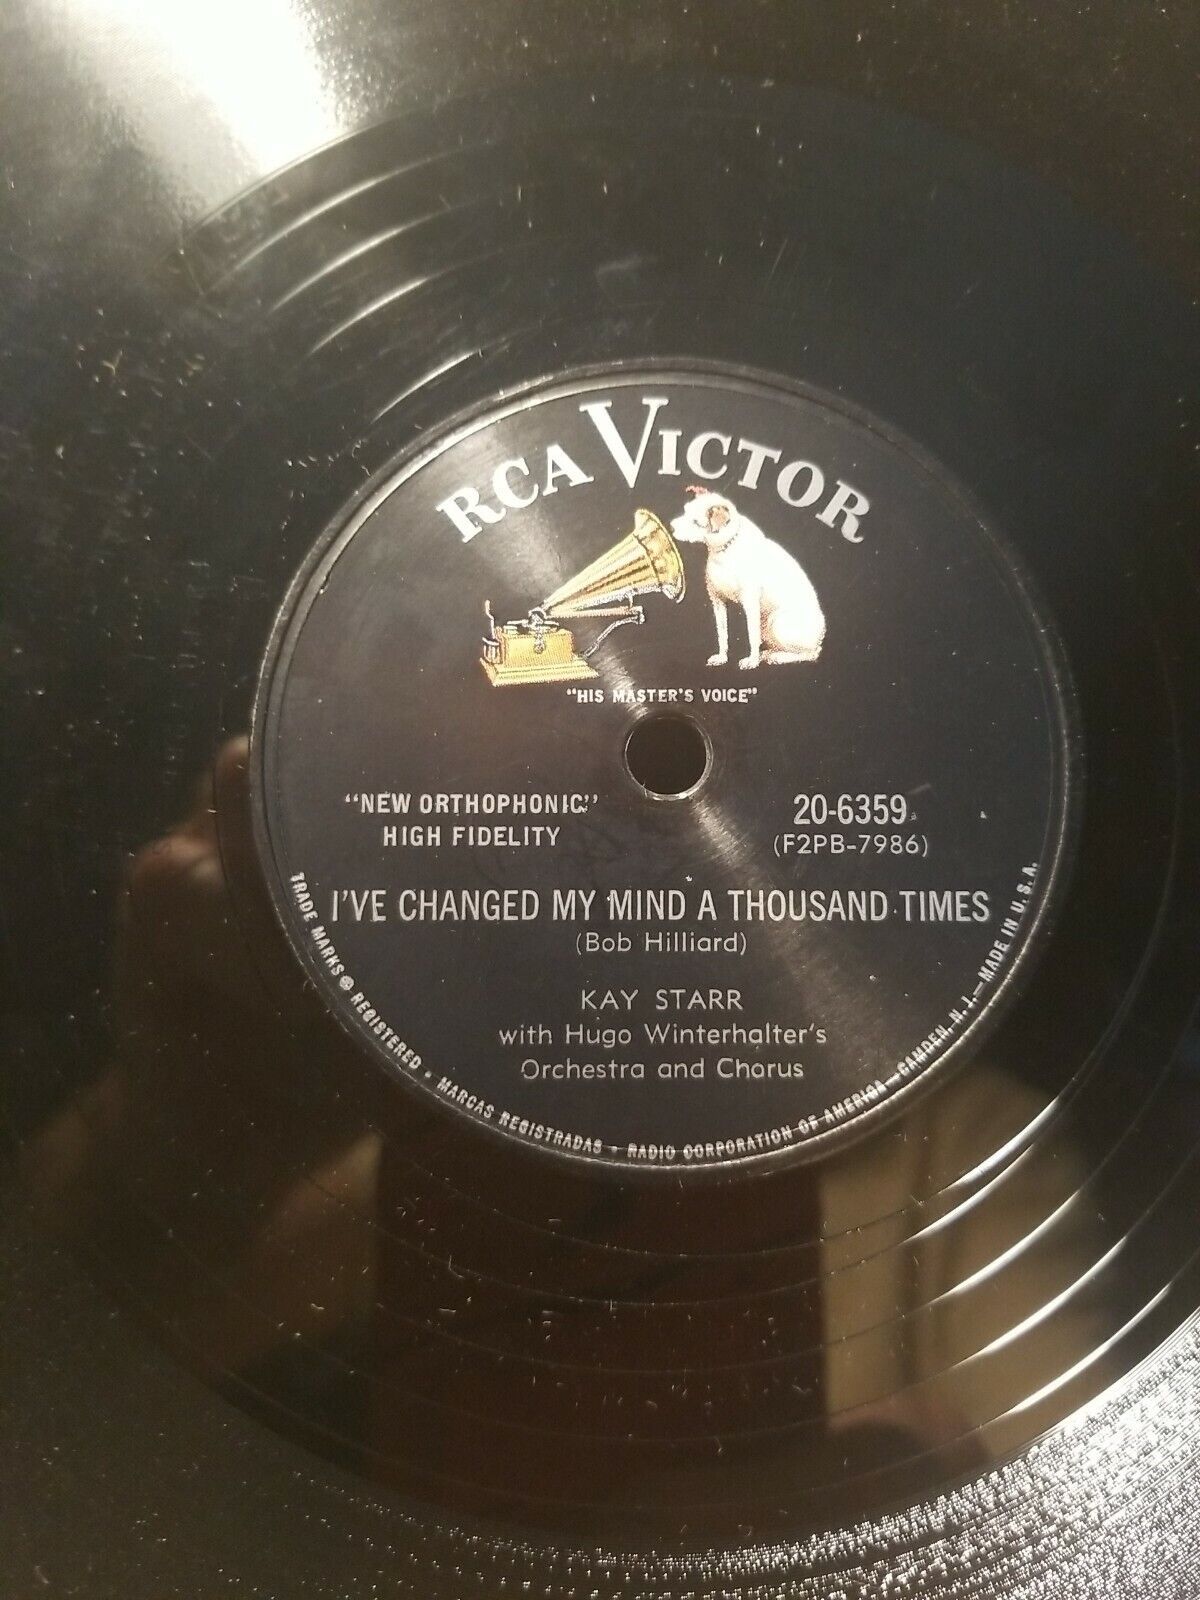 RCA VICTOR
"HIS MASTER'S VOICE"
"NEW ORTHOPHONIC"
HIGH FIDELITY
20-6359
(F2PB-7986)
I'VE CHANGED MY MIND A THOUSAND TIMES
(Bob Hilliard)
KAY STARR
with Hugo Winterhalter's
Orchestra and Chorus
TRADE MARKS ® REGISTERED • MARCAS REGISTRADAS • RADIO CORPORATION OF AMERICA—CAMDEN, N. J.—MADE IN U.S.A.